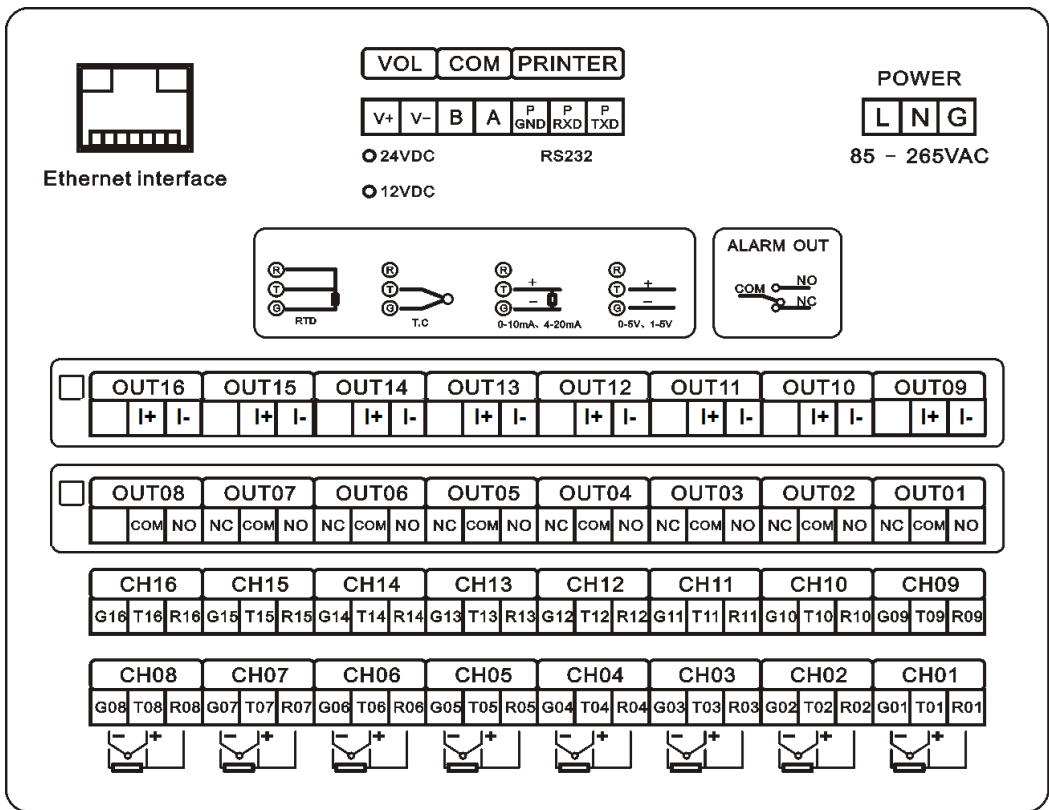 VOL COM PRINTER
V+ V- B A P GND P RXD P TXD
24VDC RS232
12VDC
Ethernet interface
POWER
L N G
85 - 265VAC
R
T
G
RTD
R
T
G
T.C
R
T +
G -
0-10mA、4-20mA
R
T +
G -
0-5V、1-5V
ALARM OUT
NO
COM
NC
OUT16 OUT15 OUT14 OUT13 OUT12 OUT11 OUT10 OUT09
I+ I- I+ I- I+ I- I+ I- I+ I- I+ I- I+ I- I+ I-
OUT08 OUT07 OUT06 OUT05 OUT04 OUT03 OUT02 OUT01
COM NO NC COM NO NC COM NO NC COM NO NC COM NO NC COM NO NC COM NO NC COM NO
CH16 CH15 CH14 CH13 CH12 CH11 CH10 CH09
G16 T16 R16 G15 T15 R15 G14 T14 R14 G13 T13 R13 G12 T12 R12 G11 T11 R11 G10 T10 R10 G09 T09 R09
CH08 CH07 CH06 CH05 CH04 CH03 CH02 CH01
G08 T08 R08 G07 T07 R07 G06 T06 R06 G05 T05 R05 G04 T04 R04 G03 T03 R03 G02 T02 R02 G01 T01 R01
- + - + - + - + - + - + - + - +